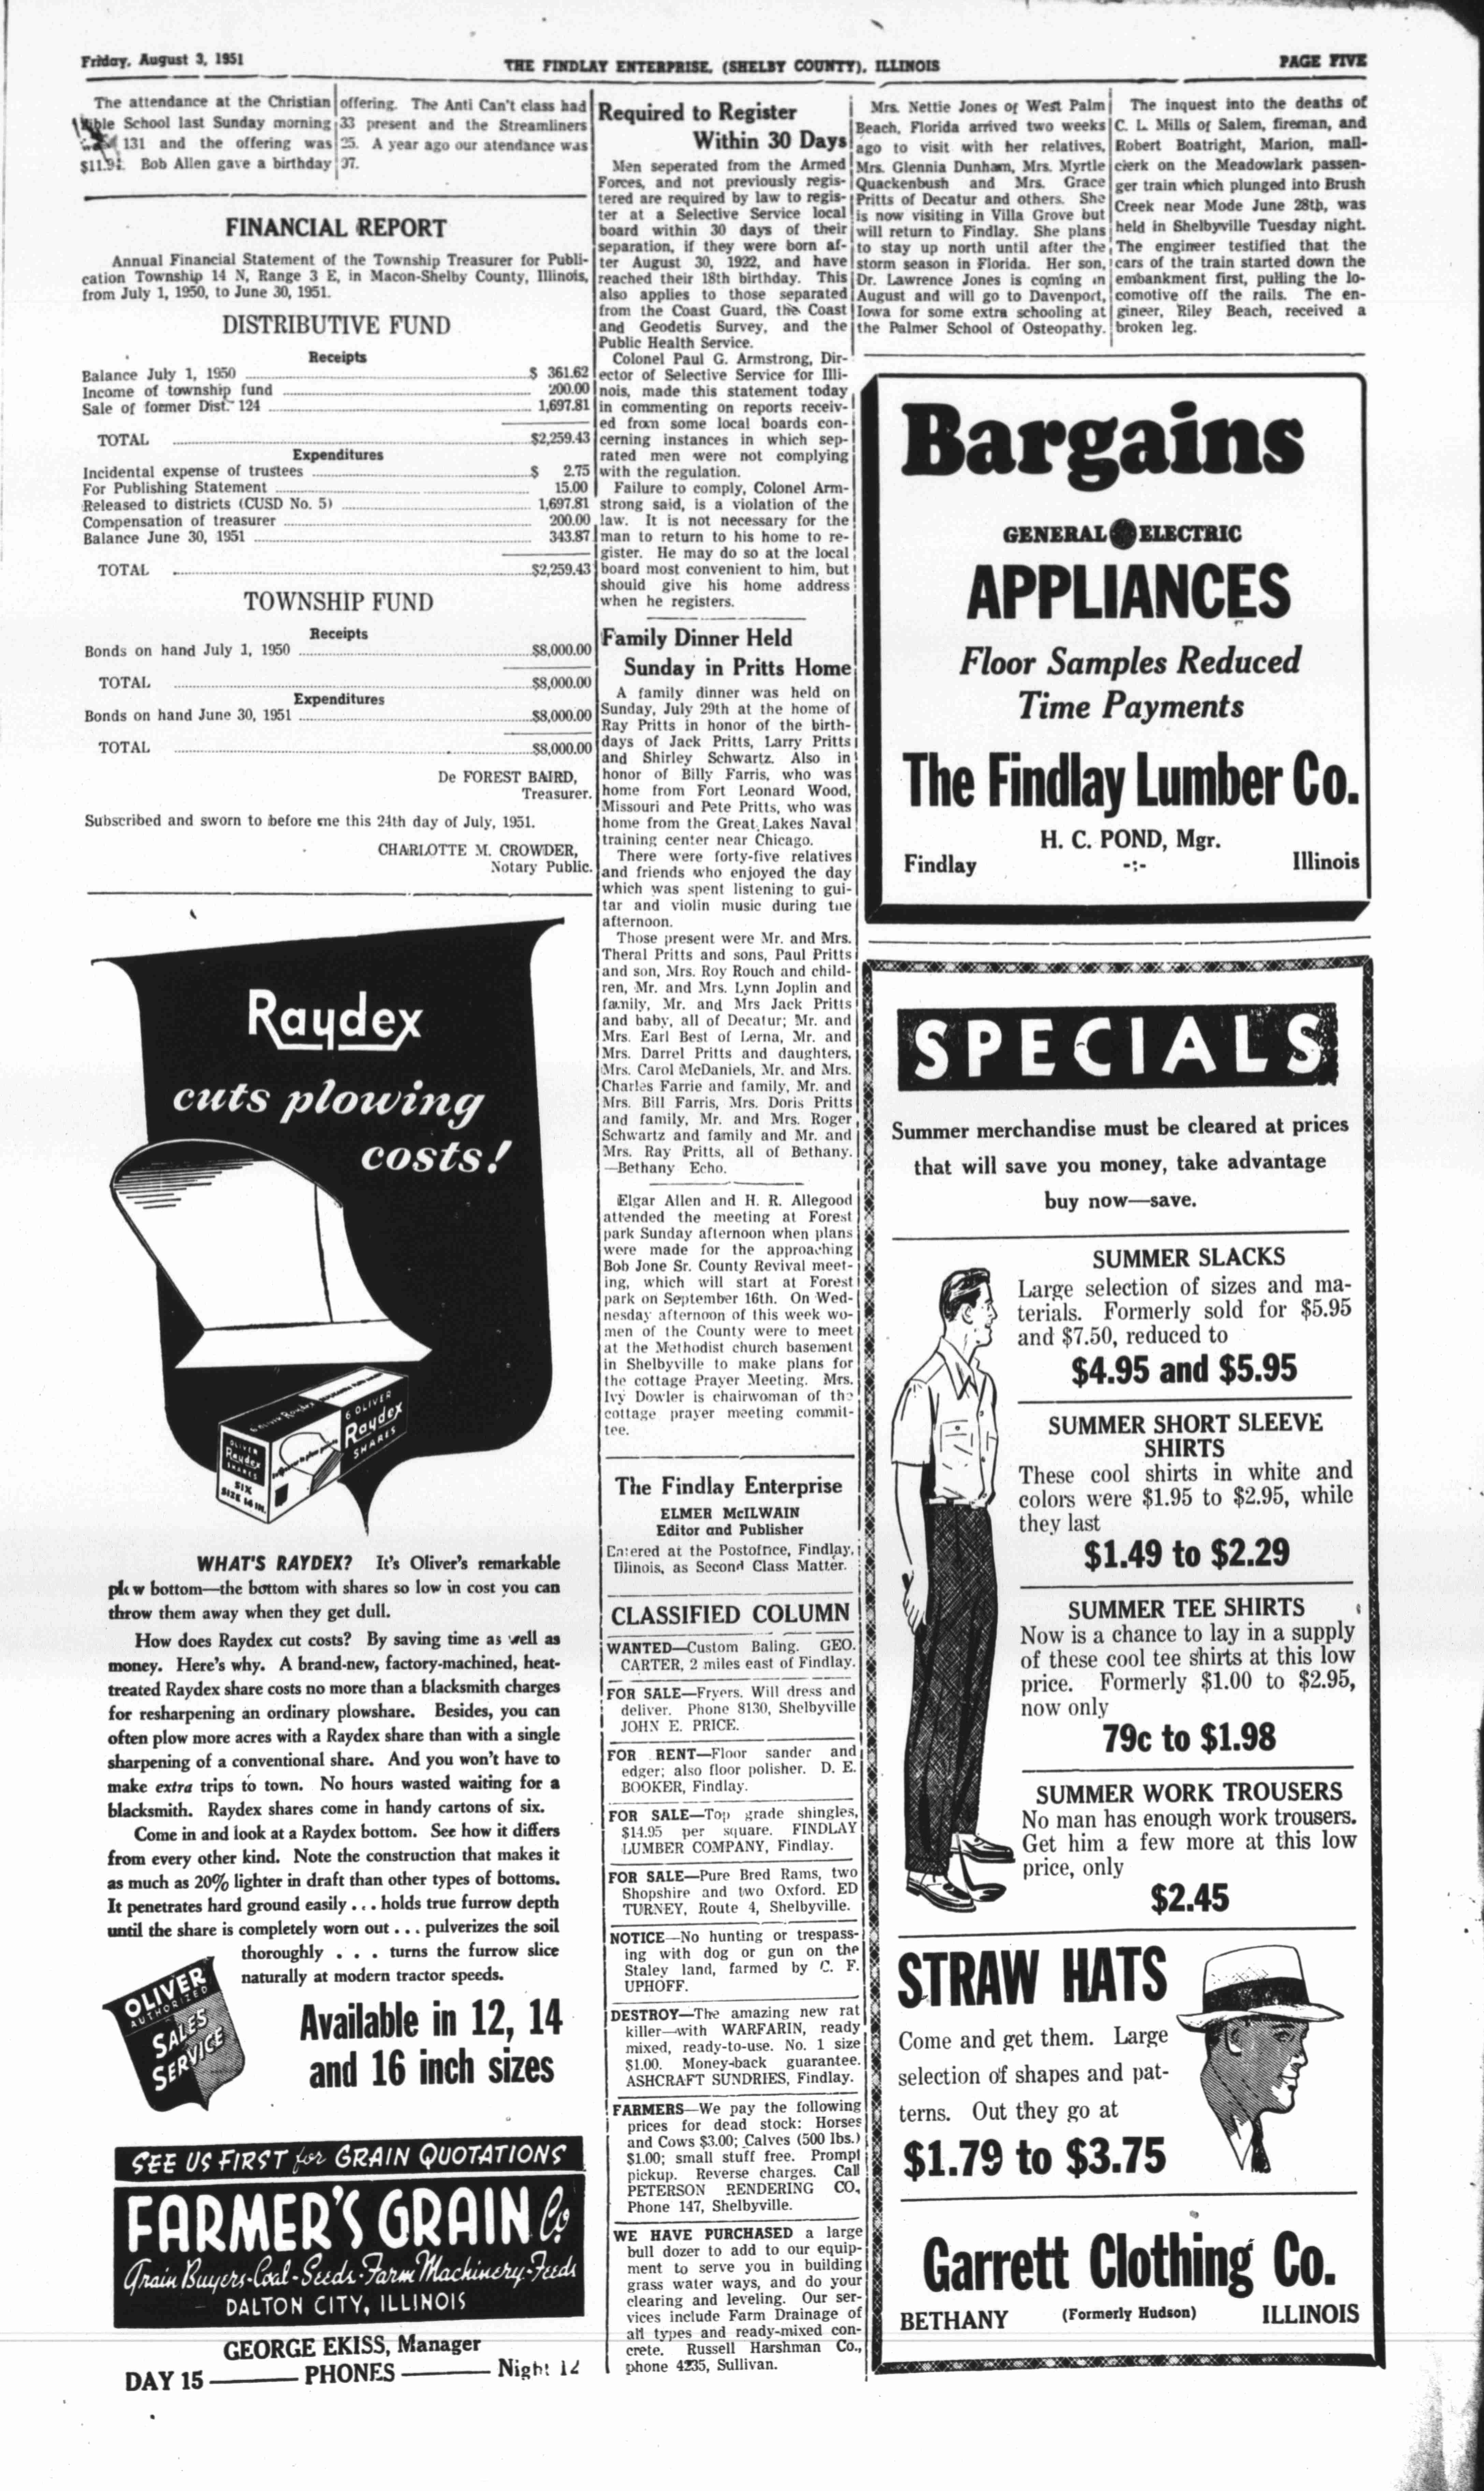 Friday, August 3, 1951
THE FINDLAY ENTERPRISE, (SHELBY COUNTY), ILLINOIS
PAGE FIVE
The attendance at the Christian
School last Sunday morning
131 and the offering was
Bob Allen gave a birthday
offering. The Anti Can't class had
33 present and the Streamliners
25. A year ago our atendance was
97.
FINANCIAL REPORT
Annual Financial Statement of the Township Treasurer for Publi-
cation Township 14 N, Range 3 E, in Macon-Shelby County, Illinois,
from July 1, 1950, to June 30, 1951.
DISTRIBUTIVE FUND
Receipts
Balance July 1, 1950 $ 361.62
Income of township fund 200.00
Sale of former Dist. 124 1,697.81
TOTAL $2,259.43
Expenditures
Incidental expense of trustees $ 2.75
For Publishing Statement 15.00
Released to districts (CUSD No. 5) 1,697.81
Compensation of treasurer 200.00
Balance June 30, 1951 343.87
TOTAL $2,259.43
TOWNSHIP FUND
Receipts
Bonds on hand July 1, 1950 $8,000.00
TOTAL $8,000.00
Expenditures
Bonds on hand June 30, 1951 $8,000.00
TOTAL $8,000.00
De FOREST BAIRD,
Treasurer.
Subscribed and sworn to before me this 24th day of July, 1951.
CHARLOTTE M. CROWDER,
Notary Public.
Raydex
cuts plowing
costs!
6 OLIVER
Raydex
SHARES
OLIVER
Raydex
SHARES
SIX
SIZE 14 IN.
WHAT'S RAYDEX? It's Oliver's remarkable
plow bottom—the bottom with shares so low in cost you can
throw them away when they get dull.
How does Raydex cut costs? By saving time as well as
money. Here's why. A brand-new, factory-machined, heat-
treated Raydex share costs no more than a blacksmith charges
for resharpening an ordinary plowshare. Besides, you can
often plow more acres with a Raydex share than with a single
sharpening of a conventional share. And you won't have to
make extra trips to town. No hours wasted waiting for a
blacksmith. Raydex shares come in handy cartons of six.
Come in and look at a Raydex bottom. See how it differs
from every other kind. Note the construction that makes it
as much as 20% lighter in draft than other types of bottoms.
It penetrates hard ground easily . . . holds true furrow depth
until the share is completely worn out . . . pulverizes the soil
thoroughly . . . turns the furrow slice
naturally at modern tractor speeds.
OLIVER
AUTHORIZED
SALES
SERVICE
Available in 12, 14
and 16 inch sizes
SEE US FIRST for GRAIN QUOTATIONS
FARMER'S GRAIN Co
Grain Buyers-Coal-Seeds-Farm Machinery-Feeds
DALTON CITY, ILLINOIS
GEORGE EKISS, Manager
DAY 15 — PHONES — Night 12
Required to Register
Within 30 Days
Men seperated from the Armed
Forces, and not previously regis-
tered are required by law to regis-
ter at a Selective Service local
board within 30 days of their
separation, if they were born af-
ter August 30, 1922, and have
reached their 18th birthday. This
also applies to those separated
from the Coast Guard, the Coast
and Geodetis Survey, and the
Public Health Service.
Colonel Paul G. Armstrong, Dir-
ector of Selective Service for Illi-
nois, made this statement today
in commenting on reports receiv-
ed from some local boards con-
cerning instances in which sep-
rated men were not complying
with the regulation.
Failure to comply, Colonel Arm-
strong said, is a violation of the
law. It is not necessary for the
man to return to his home to re-
gister. He may do so at the local
board most convenient to him, but
should give his home address
when he registers.
Family Dinner Held
Sunday in Pritts Home
A family dinner was held on
Sunday, July 29th at the home of
Ray Pritts in honor of the birth-
days of Jack Pritts, Larry Pritts
and Shirley Schwartz. Also in
honor of Billy Farris, who was
home from Fort Leonard Wood,
Missouri and Pete Pritts, who was
home from the Great Lakes Naval
training center near Chicago.
There were forty-five relatives
and friends who enjoyed the day
which was spent listening to gui-
tar and violin music during the
afternoon.
Those present were Mr. and Mrs.
Theral Pritts and sons, Paul Pritts
and son, Mrs. Roy Rouch and child-
ren, Mr. and Mrs. Lynn Joplin and
family, Mr. and Mrs Jack Pritts
and baby, all of Decatur; Mr. and
Mrs. Earl Best of Lerna, Mr. and
Mrs. Darrel Pritts and daughters,
Mrs. Carol McDaniels, Mr. and Mrs.
Charles Farrie and family, Mr. and
Mrs. Bill Farris, Mrs. Doris Pritts
and family, Mr. and Mrs. Roger
Schwartz and family and Mr. and
Mrs. Ray Pritts, all of Bethany.
—Bethany Echo.
Elgar Allen and H. R. Allegood
attended the meeting at Forest
park Sunday afternoon when plans
were made for the approaching
Bob Jone Sr. County Revival meet-
ing, which will start at Forest
park on September 16th. On Wed-
nesday afternoon of this week wo-
men of the County were to meet
at the Methodist church basement
in Shelbyville to make plans for
the cottage Prayer Meeting. Mrs.
Ivy Dowler is chairwoman of the
cottage prayer meeting commit-
tee.
The Findlay Enterprise
ELMER McILWAIN
Editor and Publisher
Entered at the Postofnce, Findlay,
Illinois, as Second Class Matter.
CLASSIFIED COLUMN
WANTED—Custom Baling. GEO.
CARTER, 2 miles east of Findlay.
FOR SALE—Fryers. Will dress and
deliver. Phone 8130, Shelbyville
JOHN E. PRICE.
FOR RENT—Floor sander and
edger; also floor polisher. D. E.
BOOKER, Findlay.
FOR SALE—Top grade shingles,
$14.95 per square. FINDLAY
LUMBER COMPANY, Findlay.
FOR SALE—Pure Bred Rams, two
Shopshire and two Oxford. ED
TURNEY, Route 4, Shelbyville.
NOTICE—No hunting or trespass-
ing with dog or gun on the
Staley land, farmed by C. F.
UPHOFF.
DESTROY—The amazing new rat
killer—with WARFARIN, ready
mixed, ready-to-use. No. 1 size
$1.00. Money-back guarantee.
ASHCRAFT SUNDRIES, Findlay.
FARMERS—We pay the following
prices for dead stock: Horses
and Cows $3.00; Calves (500 lbs.)
$1.00; small stuff free. Prompt
pickup. Reverse charges. Call
PETERSON RENDERING CO,
Phone 147, Shelbyville.
WE HAVE PURCHASED a large
bull dozer to add to our equip-
ment to serve you in building
grass water ways, and do your
clearing and leveling. Our ser-
vices include Farm Drainage of
all types and ready-mixed con-
crete. Russell Harshman Co.,
phone 4235, Sullivan.
Mrs. Nettie Jones of West Palm
Beach, Florida arrived two weeks
ago to visit with her relatives,
Mrs. Glennia Dunham, Mrs. Myrtle
Quackenbush and Mrs. Grace
Pritts of Decatur and others. She
is now visiting in Villa Grove but
will return to Findlay. She plans
to stay up north until after the
storm season in Florida. Her son,
Dr. Lawrence Jones is coming in
August and will go to Davenport,
Iowa for some extra schooling at
the Palmer School of Osteopathy.
The inquest into the deaths of
C. L. Mills of Salem, fireman, and
Robert Boatright, Marion, mail-
clerk on the Meadowlark passen-
ger train which plunged into Brush
Creek near Mode June 28th, was
held in Shelbyville Tuesday night.
The engineer testified that the
cars of the train started down the
embankment first, pulling the lo-
comotive off the rails. The en-
gineer, Riley Beach, received a
broken leg.
Bargains
GENERAL ELECTRIC
APPLIANCES
Floor Samples Reduced
Time Payments
The Findlay Lumber Co.
H. C. POND, Mgr.
Findlay -:- Illinois
SPECIALS
Summer merchandise must be cleared at prices
that will save you money, take advantage
buy now—save.
SUMMER SLACKS
Large selection of sizes and ma-
terials. Formerly sold for $5.95
and $7.50, reduced to
$4.95 and $5.95
SUMMER SHORT SLEEVE
SHIRTS
These cool shirts in white and
colors were $1.95 to $2.95, while
they last
$1.49 to $2.29
SUMMER TEE SHIRTS
Now is a chance to lay in a supply
of these cool tee shirts at this low
price. Formerly $1.00 to $2.95,
now only
79c to $1.98
SUMMER WORK TROUSERS
No man has enough work trousers.
Get him a few more at this low
price, only
$2.45
STRAW HATS
Come and get them. Large
selection of shapes and pat-
terns. Out they go at
$1.79 to $3.75
Garrett Clothing Co.
BETHANY (Formerly Hudson) ILLINOIS